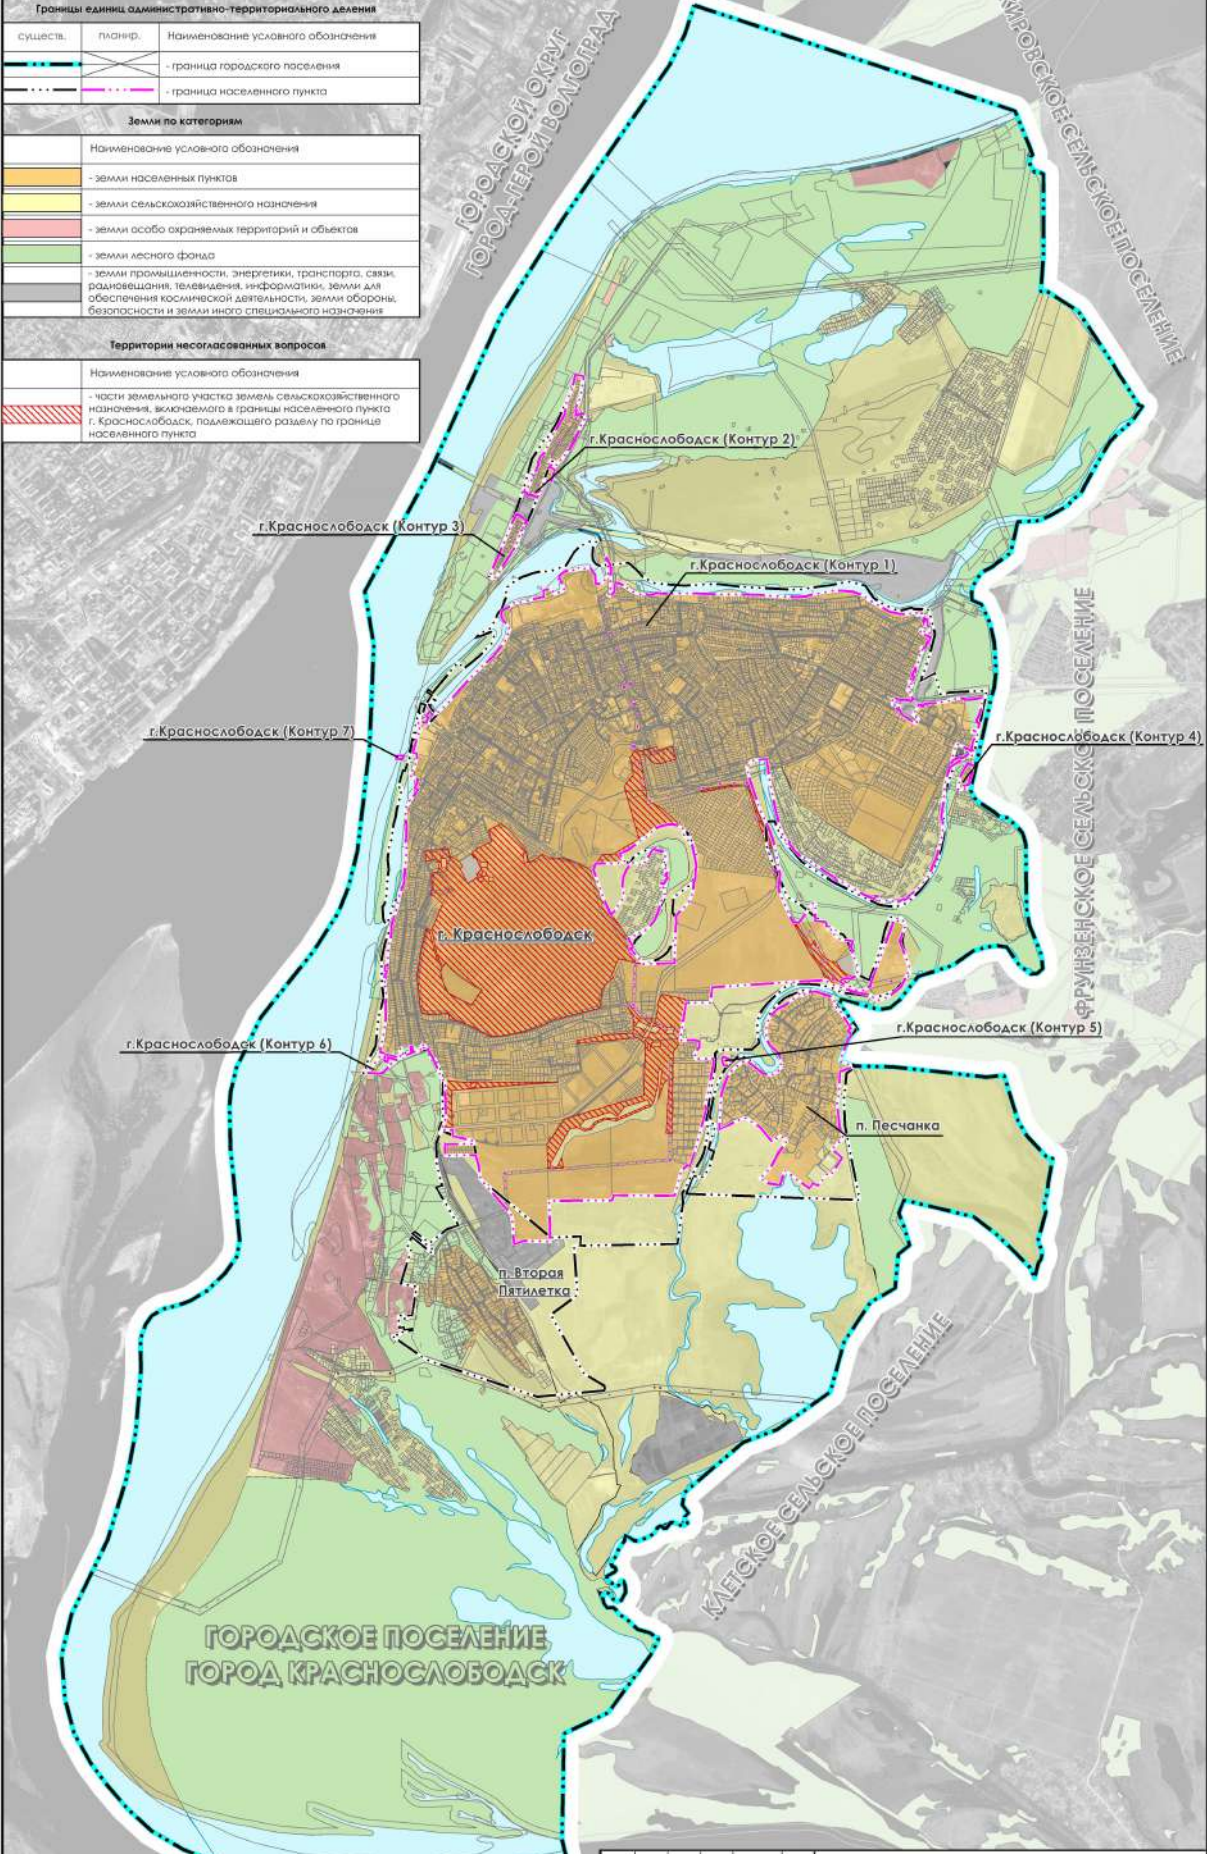 Границы единиц административно-территориального деления
существ.
планир.
Наименование условного обозначения
- граница городского поселения
- граница населенного пункта
Земли по категориям
Наименование условного обозначения
- земли населенных пунктов
- земли сельскохозяйственного назначения
- земли особо охраняемых территорий и объектов
- земли лесного фонда
- земли промышленности, энергетики, транспорта, связи,
радиовещания, телевидения, информатики, земли для
обеспечения космической деятельности, земли обороны,
безопасности и земли иного специального назначения
Территории несогласованных вопросов
Наименование условного обозначения
- части земельного участка земель сельскохозяйственного
назначения, включаемого в границы населенного пункта
г. Краснослободск, подлежащего разделу по границе
населенного пункта
ГОРОДСКОЙ ОКРУГ
ГОРОД-ГЕРОЙ ВОЛГОГРАД
КИРОВСКОЕ СЕЛЬСКОЕ ПОСЕЛЕНИЕ
г.Краснослободск (Контур 2)
г.Краснослободск (Контур 3)
г.Краснослободск (Контур 1)
г.Краснослободск (Контур 7)
г.Краснослободск (Контур 4)
ФРУНЗЕНСКОЕ СЕЛЬСКОЕ ПОСЕЛЕНИЕ
г. Краснослободск
г.Краснослободск (Контур 6)
г.Краснослободск (Контур 5)
п. Песчанка
п. Вторая
Пятилетка
КЛЕТСКОЕ СЕЛЬСКОЕ ПОСЕЛЕНИЕ
ГОРОДСКОЕ ПОСЕЛЕНИЕ
ГОРОД КРАСНОСЛОБОДСК